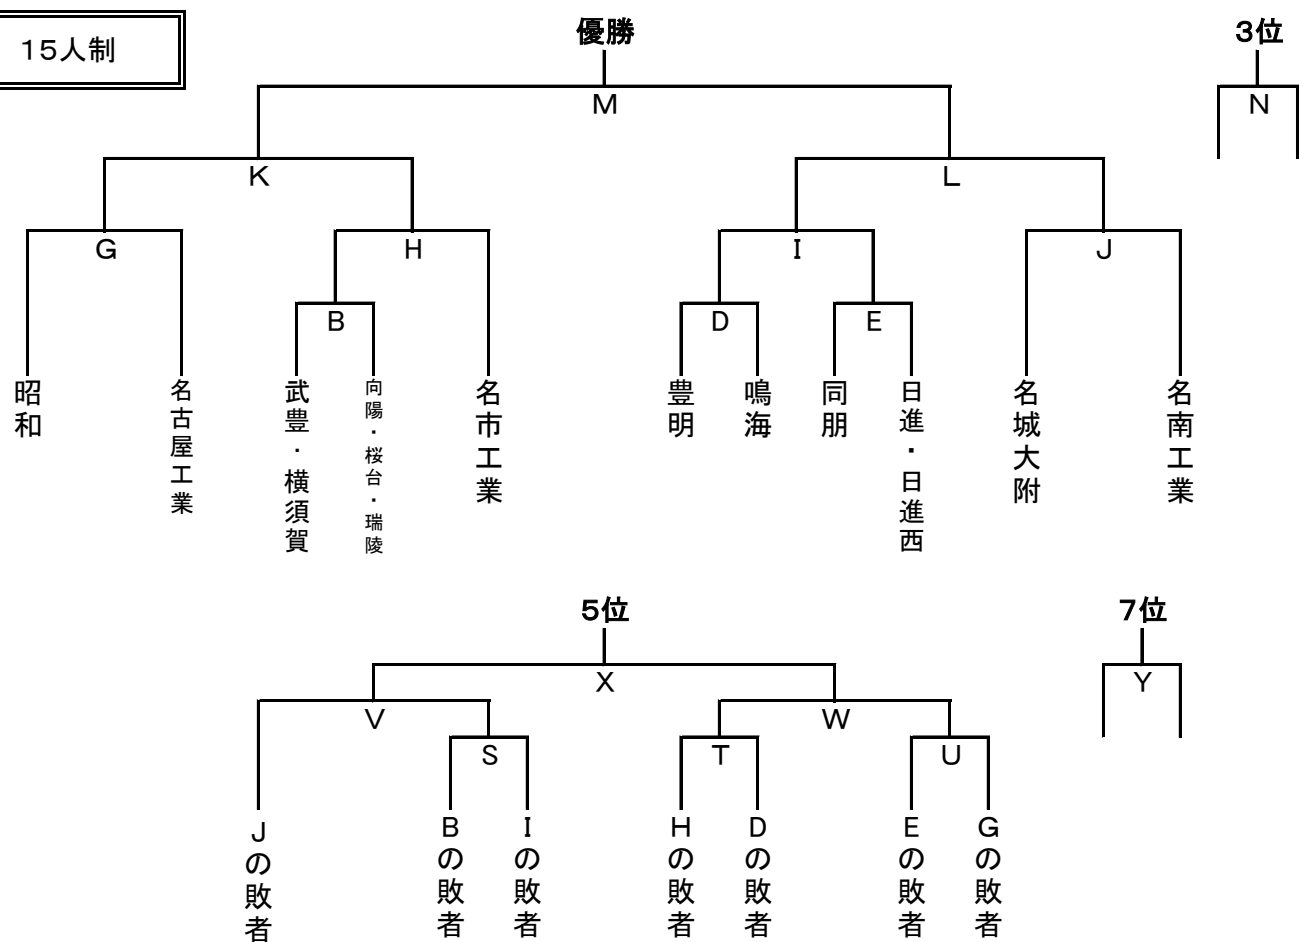 15人制
優勝
3位
M
N
K
L
G
H
I
J
B
D
E
昭和
名古屋工業
武豊・横須賀
向陽・桜台・瑞陵
名市工業
豊明
鳴海
同朋
日進・日進西
名城大附
名南工業
5位
7位
X
Y
V
W
S
T
U
Jの敗者
Bの敗者
Iの敗者
Hの敗者
Dの敗者
Eの敗者
Gの敗者